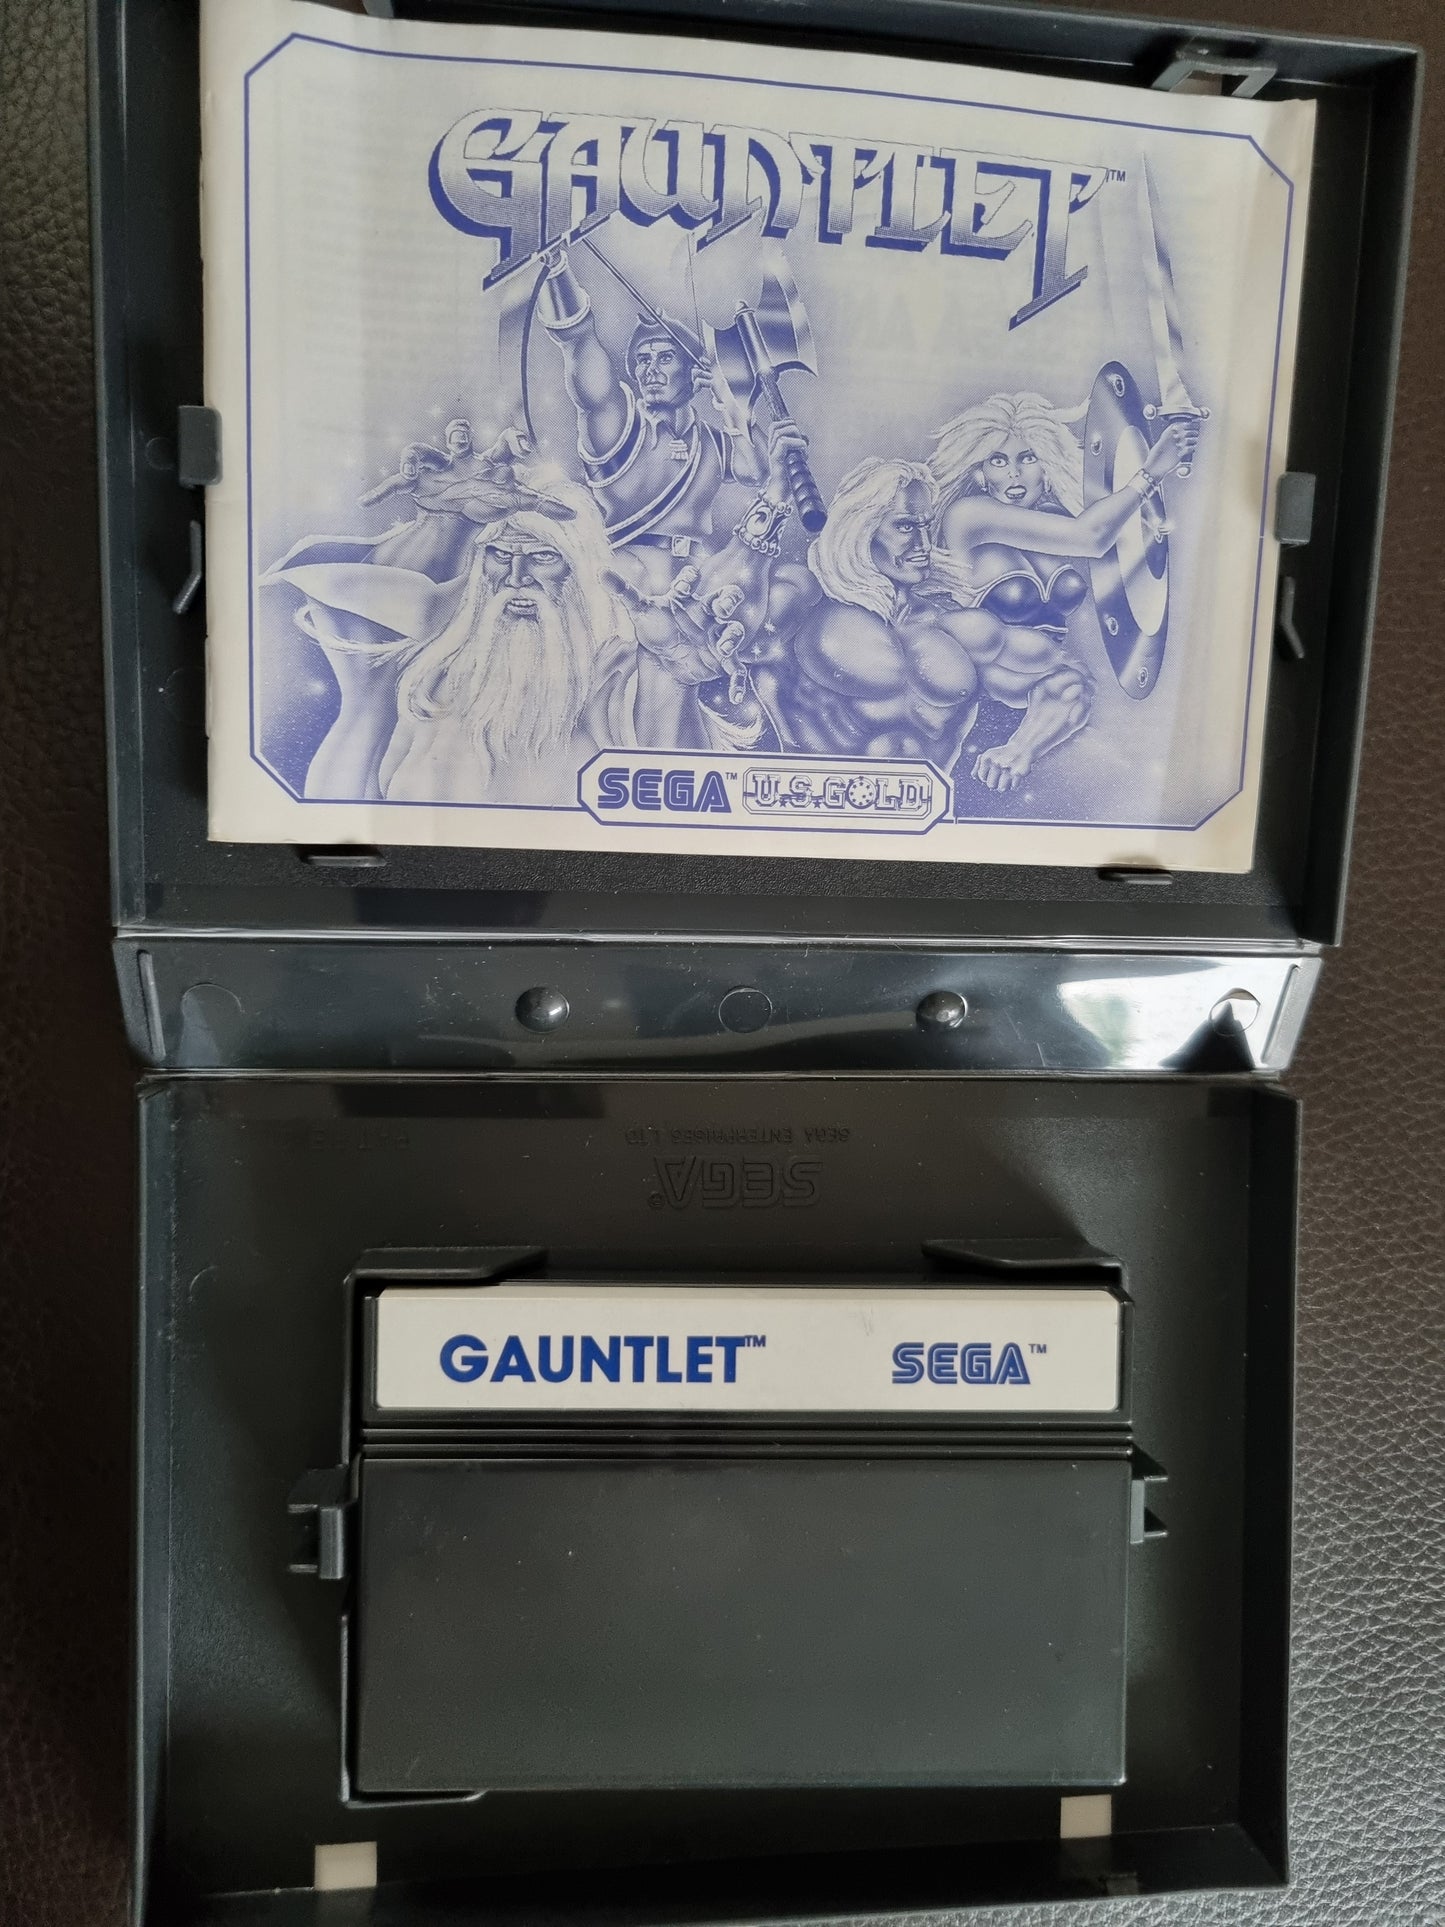 GAUNTLET™
SEGA™ U.S.GOLD
SEGA ENTERPRISES LTD
SEGA®
GAUNTLET™ SEGA™